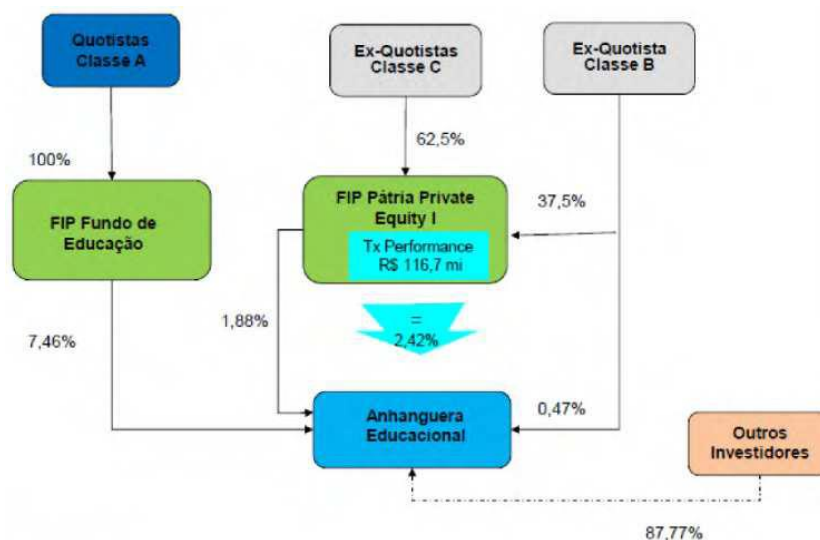 Quotistas
Classe A
Ex-Quotistas
Classe C
Ex-Quotista
Classe B
62,5%
100%
FIP Fundo de
Educação
FIP Pátria Private
Equity I
Tx Performance
R$ 116,7 mi
37,5%
7,46%
1,88%
=
2,42%
Anhanguera
Educacional
0,47%
Outros
Investidores
87,77%